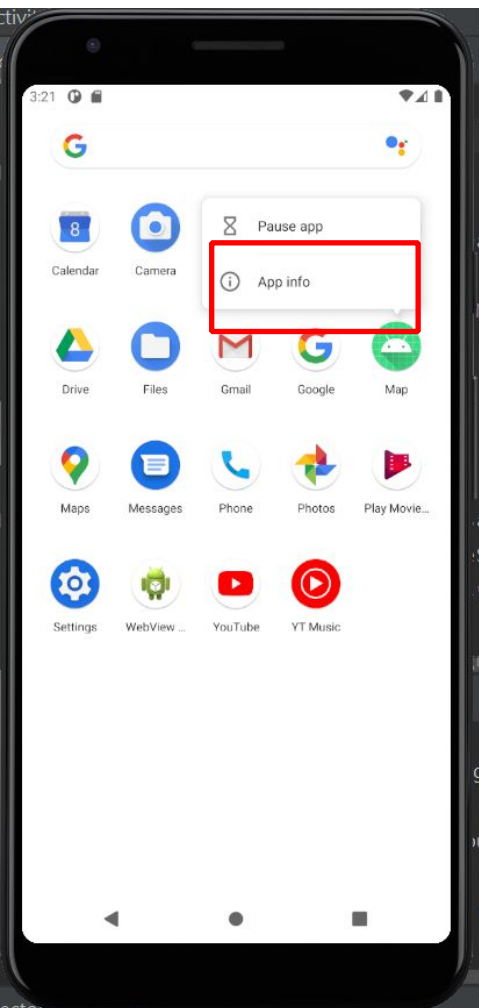 3:21
8
Pause app
App info
Calendar
Camera
Drive
Files
Gmail
Google
Map
Maps
Messages
Phone
Photos
Play Movie...
Settings
WebView ...
YouTube
YT Music